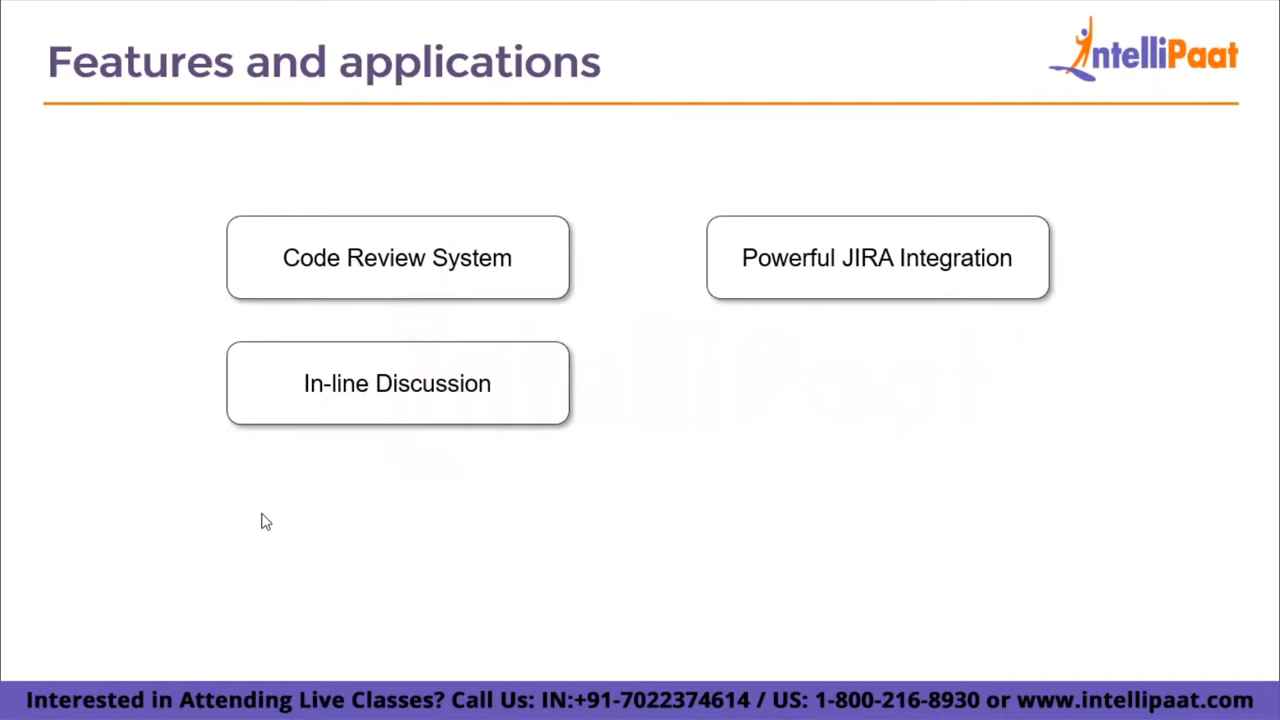 Features and applications
IntelliPaat
Code Review System
Powerful JIRA Integration
In-line Discussion
Interested in Attending Live Classes? Call Us: IN:+91-7022374614 / US: 1-800-216-8930 or www.intellipaat.com